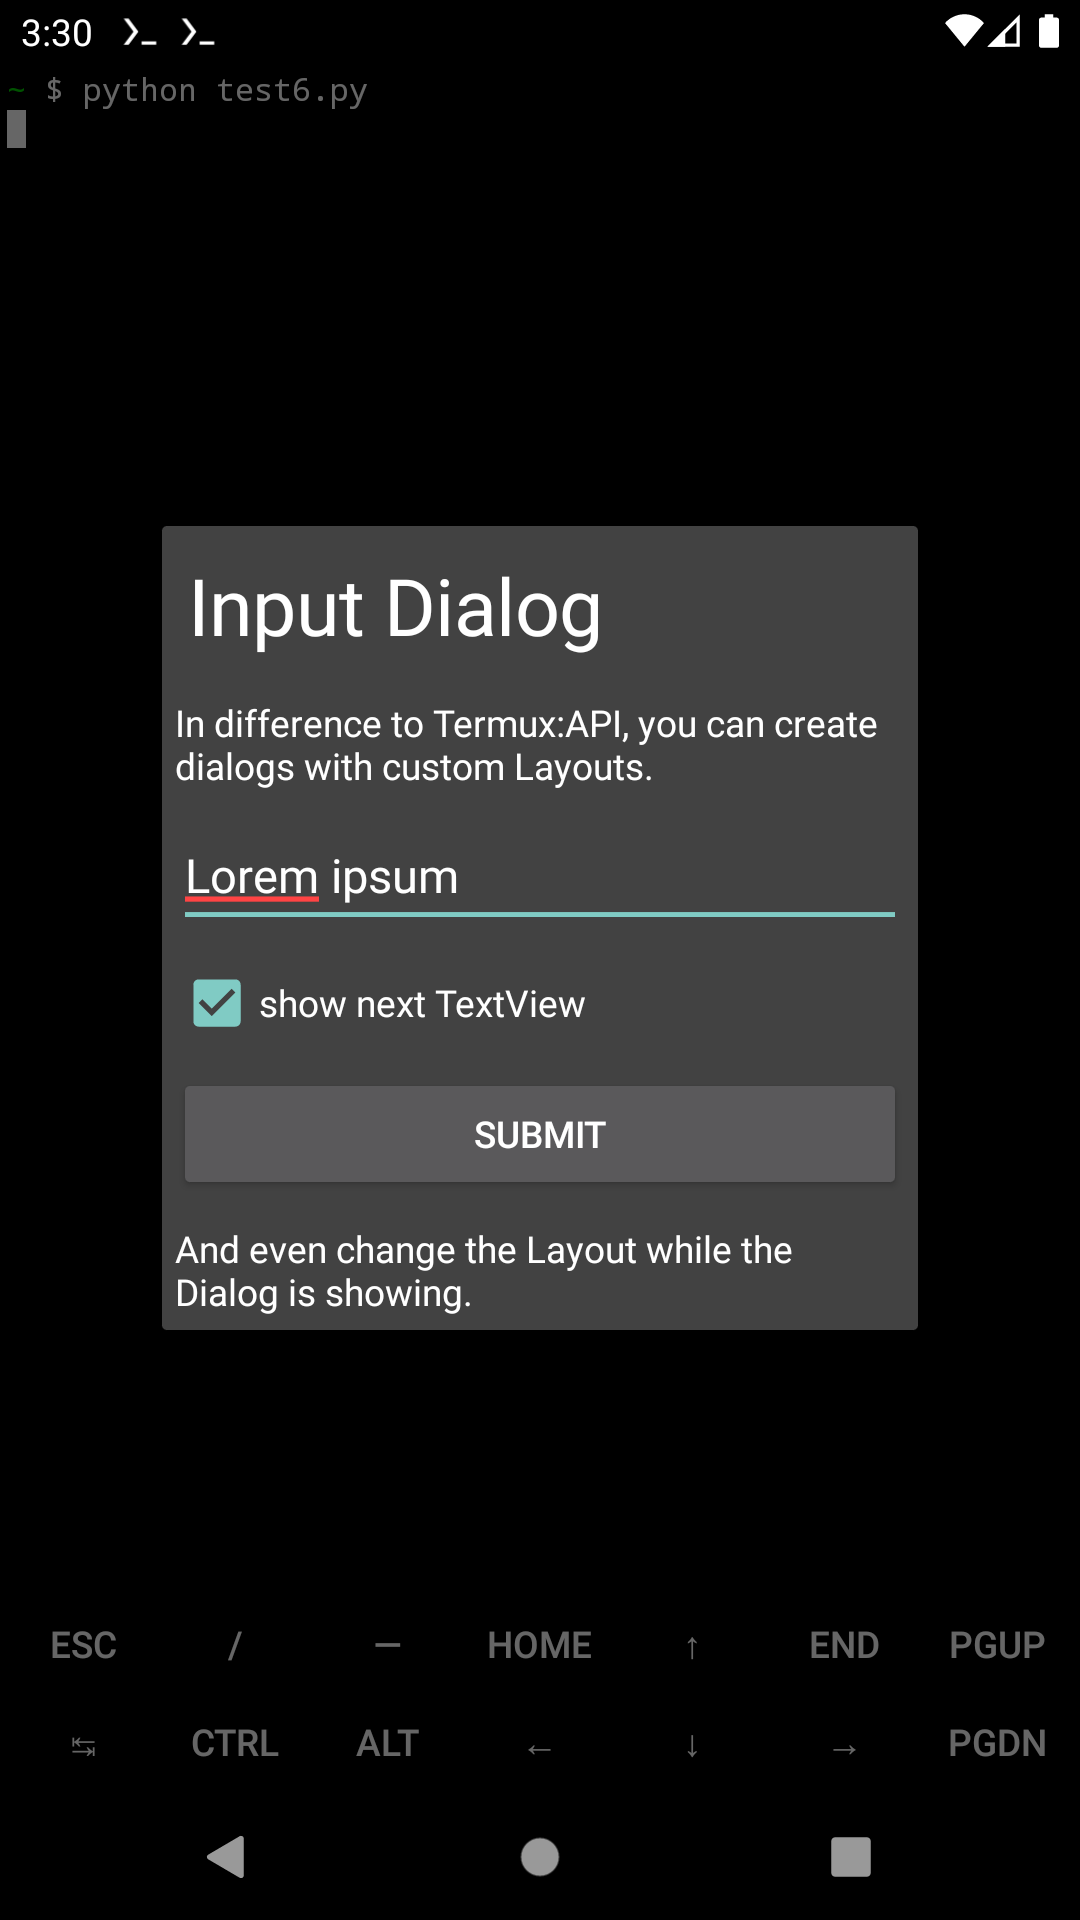 3:30
~ $ python test6.py
Input Dialog
In difference to Termux:API, you can create
dialogs with custom Layouts.
Lorem ipsum
show next TextView
SUBMIT
And even change the Layout while the
Dialog is showing.
ESC / — HOME ↑ END PGUP
↹ CTRL ALT ← ↓ → PGDN